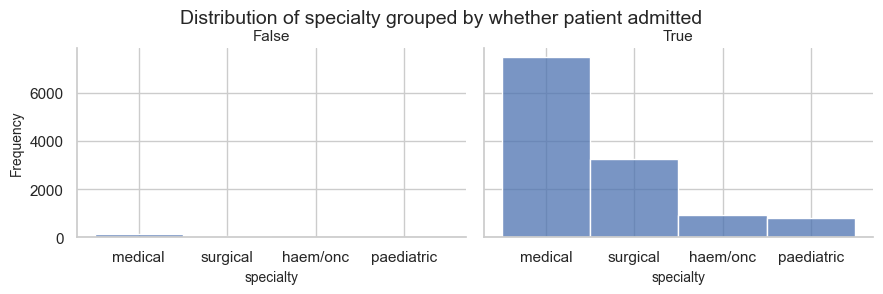 Distribution of specialty grouped by whether patient admitted
False
True
Frequency
6000
4000
2000
0
medical surgical haem/onc paediatric
medical surgical haem/onc paediatric
specialty
specialty